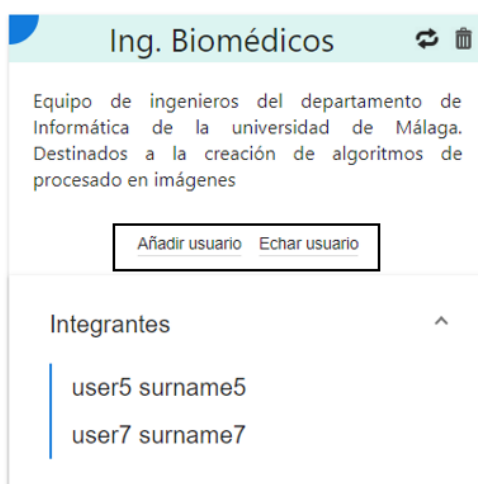 Ing. Biomédicos
Equipo de ingenieros del departamento de
Informática de la universidad de Málaga.
Destinados a la creación de algoritmos de
procesado en imágenes
Añadir usuario Echar usuario
Integrantes
user5 surname5
user7 surname7